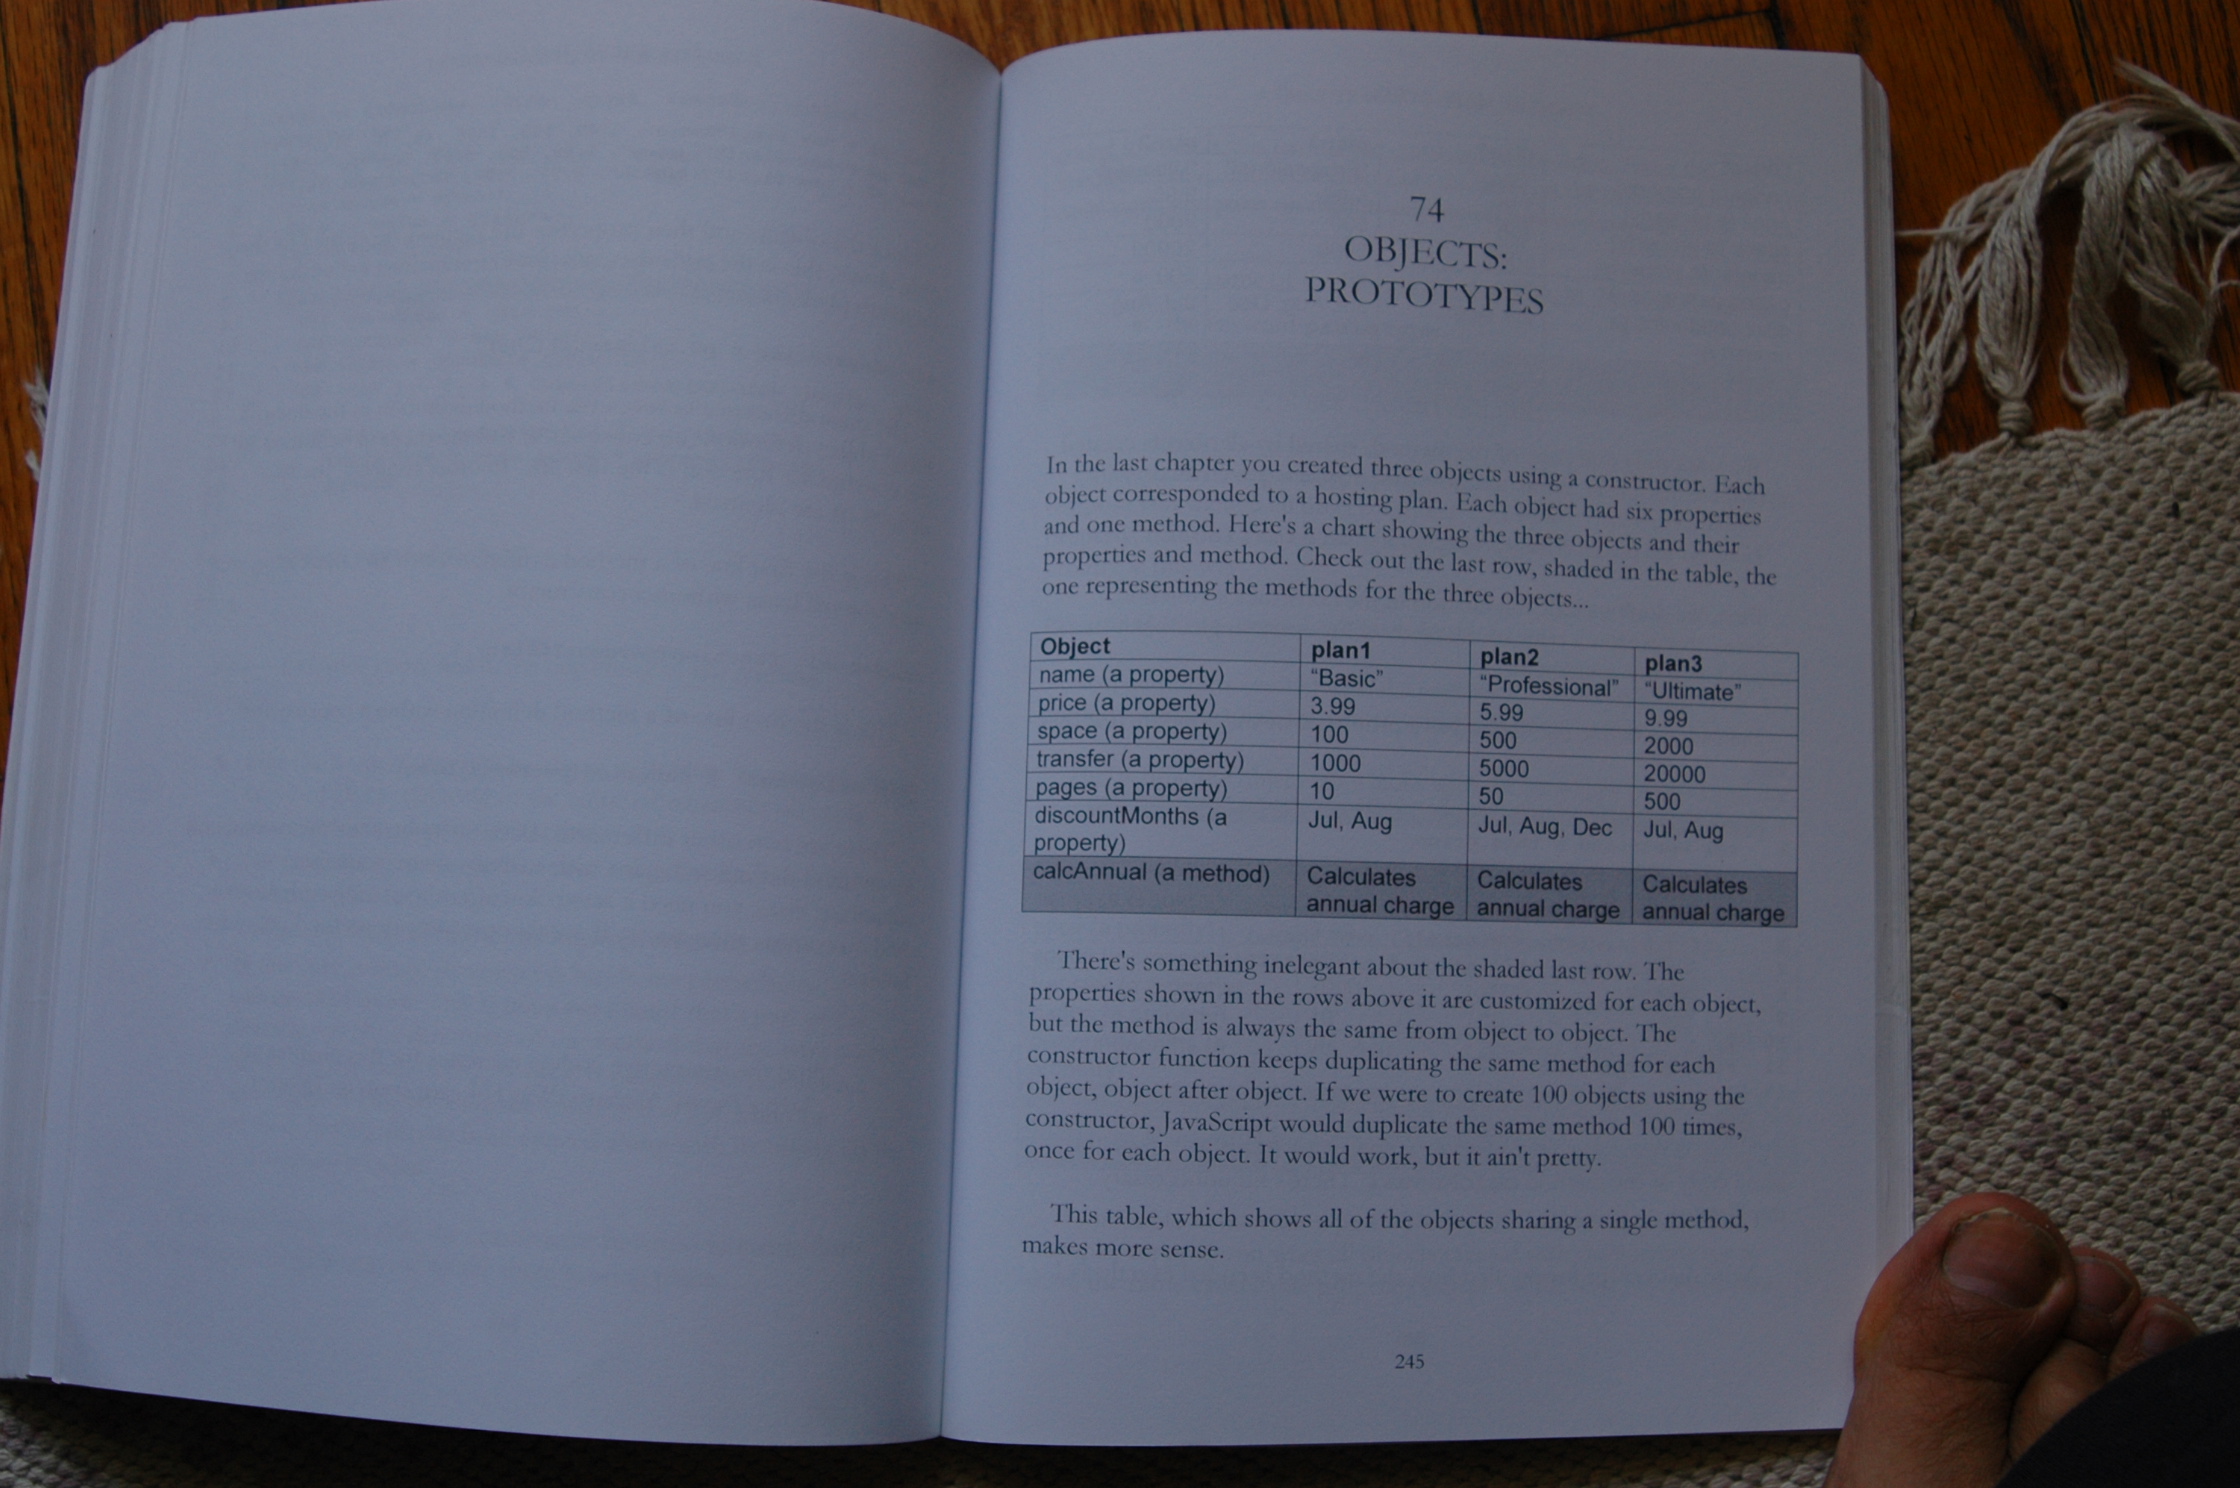 74
OBJECTS:
PROTOTYPES
In the last chapter you created three objects using a constructor. Each
object corresponded to a hosting plan. Each object had six properties
and one method. Here's a chart showing the three objects and their
properties and method. Check out the last row, shaded in the table, the
one representing the methods for the three objects...
Object plan1 plan2 plan3
name (a property) "Basic" "Professional" "Ultimate"
price (a property) 3.99 5.99 9.99
space (a property) 100 500 2000
transfer (a property) 1000 5000 20000
pages (a property) 10 50 500
discountMonths (a Jul, Aug Jul, Aug, Dec Jul, Aug
property)
calcAnnual (a method) Calculates Calculates Calculates
annual charge annual charge annual charge
There's something inelegant about the shaded last row. The
properties shown in the rows above it are customized for each object,
but the method is always the same from object to object. The
constructor function keeps duplicating the same method for each
object, object after object. If we were to create 100 objects using the
constructor, JavaScript would duplicate the same method 100 times,
once for each object. It would work, but it ain't pretty.
This table, which shows all of the objects sharing a single method,
makes more sense.
245